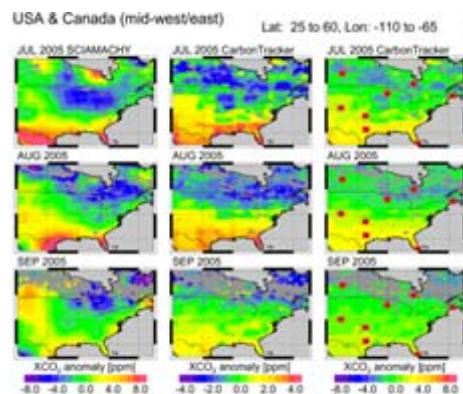 USA & Canada (mid-west/east)
Lat: 25 to 60, Lon: -110 to -65
JUL 2005 SCIAMACHY
JUL 2005 CarbonTracker
JUL 2005 CarbonTracker
AUG 2005
AUG 2005
AUG 2005
SEP 2005
SEP 2005
SEP 2005
XCO₂ anomaly [ppm]
XCO₂ anomaly [ppm]
XCO₂ anomaly [ppm]
-8.0 -4.0 0.0 4.0 8.0
-4.0 -2.0 0.0 2.0 4.0
-8.0 -4.0 0.0 4.0 8.0